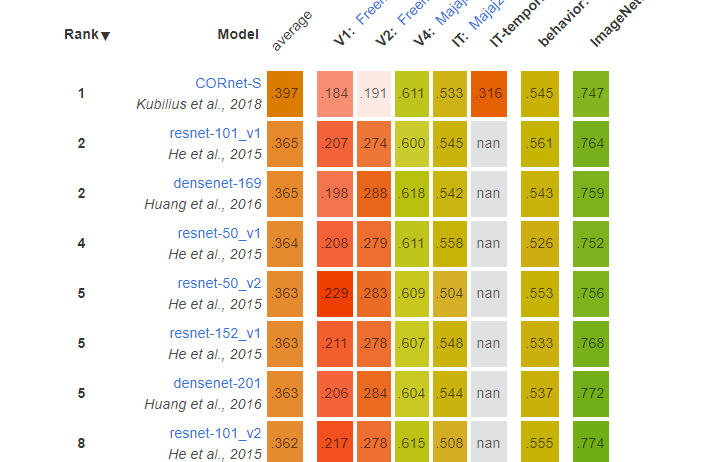 Rank▼ Model average V1: Freem V2: Freem V4: Majaj IT: Majaj2 IT-tempor behavior: ImageNet
1 CORnet-S .397 .184 .191 .611 .533 .316 .545 .747
Kubilius et al., 2018
2 resnet-101_v1 .365 .207 .274 .600 .545 nan .561 .764
He et al., 2015
2 densenet-169 .365 .198 .288 .618 .542 nan .543 .759
Huang et al., 2016
4 resnet-50_v1 .364 .208 .279 .611 .558 nan .526 .752
He et al., 2015
5 resnet-50_v2 .363 .229 .283 .609 .504 nan .553 .756
He et al., 2015
5 resnet-152_v1 .363 .211 .278 .607 .548 nan .533 .768
He et al., 2015
5 densenet-201 .363 .206 .284 .604 .544 nan .537 .772
Huang et al., 2016
8 resnet-101_v2 .362 .217 .278 .615 .508 nan .555 .774
He et al., 2015